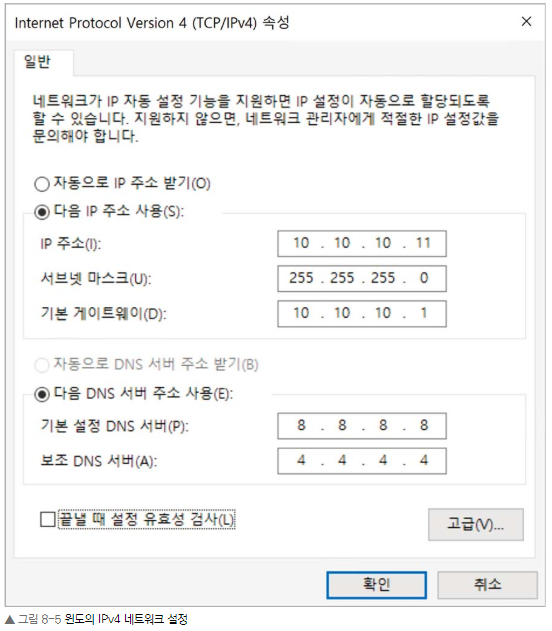 Internet Protocol Version 4 (TCP/IPv4) 속성
일반
네트워크가 IP 자동 설정 기능을 지원하면 IP 설정이 자동으로 할당되도록
할 수 있습니다. 지원하지 않으면, 네트워크 관리자에게 적절한 IP 설정값을
문의해야 합니다.
자동으로 IP 주소 받기(O)
다음 IP 주소 사용(S):
IP 주소(I): 10 . 10 . 10 . 11
서브넷 마스크(U): 255 . 255 . 255 . 0
기본 게이트웨이(D): 10 . 10 . 10 . 1
자동으로 DNS 서버 주소 받기(B)
다음 DNS 서버 주소 사용(E):
기본 설정 DNS 서버(P): 8 . 8 . 8 . 8
보조 DNS 서버(A): 4 . 4 . 4 . 4
끝낼 때 설정 유효성 검사(L)
고급(V)...
확인 취소
▲ 그림 8-5 윈도의 IPv4 네트워크 설정